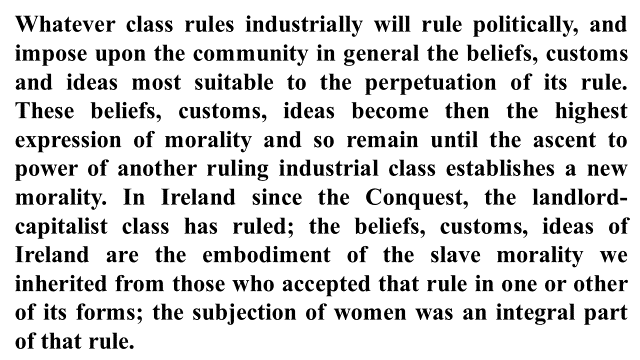 Whatever class rules industrially will rule politically, and
impose upon the community in general the beliefs, customs
and ideas most suitable to the perpetuation of its rule.
These beliefs, customs, ideas become then the highest
expression of morality and so remain until the ascent to
power of another ruling industrial class establishes a new
morality. In Ireland since the Conquest, the landlord-
capitalist class has ruled; the beliefs, customs, ideas of
Ireland are the embodiment of the slave morality we
inherited from those who accepted that rule in one or other
of its forms; the subjection of women was an integral part
of that rule.